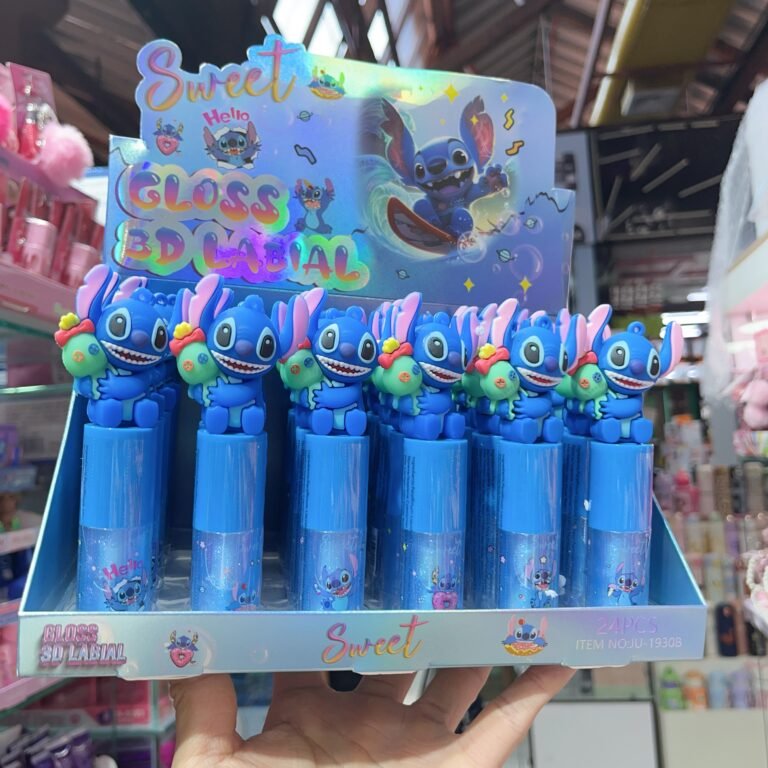 Sweet
Hello
GLOSS
3D LABIAL
Hello
GLOSS
3D LABIAL
Sweet
24PCS
ITEM NO:JU-19308